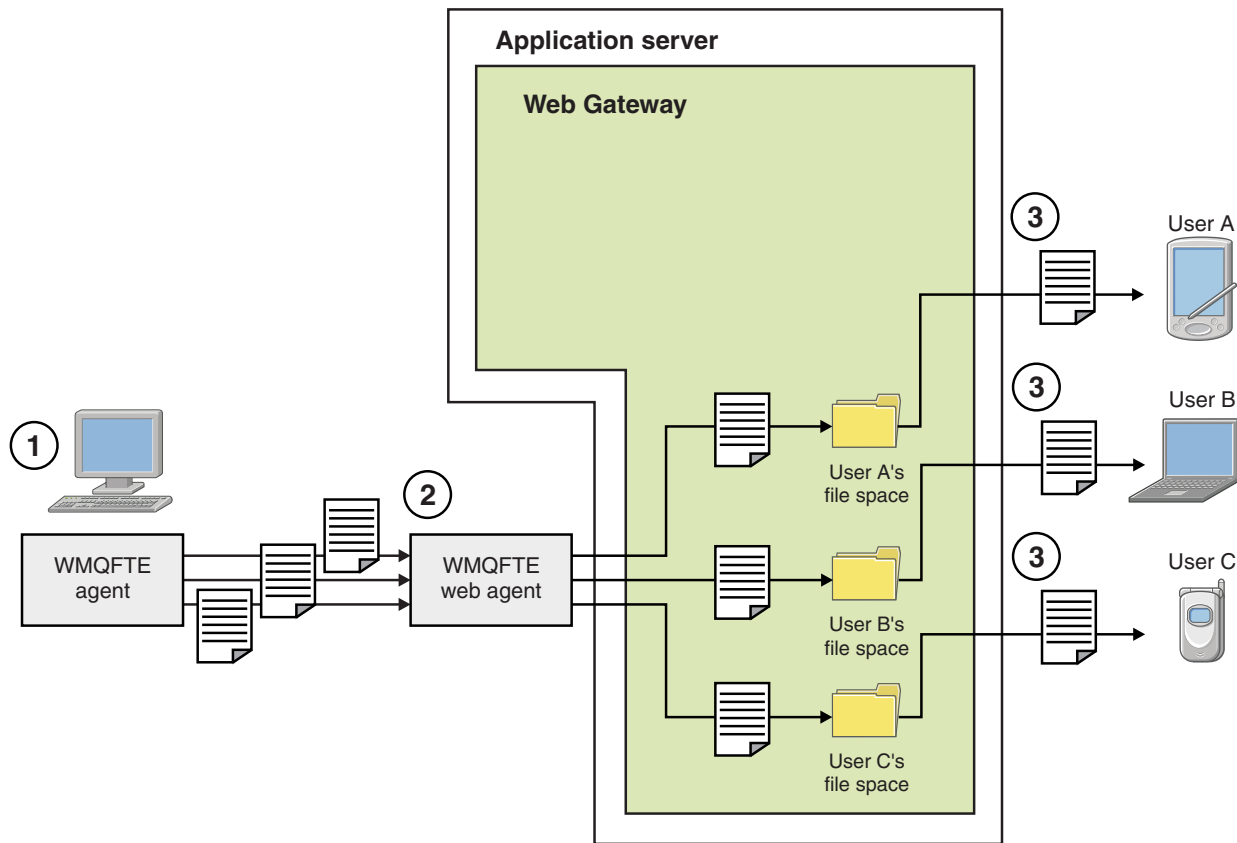 Application server
Web Gateway
3
User A
3
User B
1
User A's
file space
2
3
User C
WMQFTE
agent
WMQFTE
web agent
User B's
file space
User C's
file space